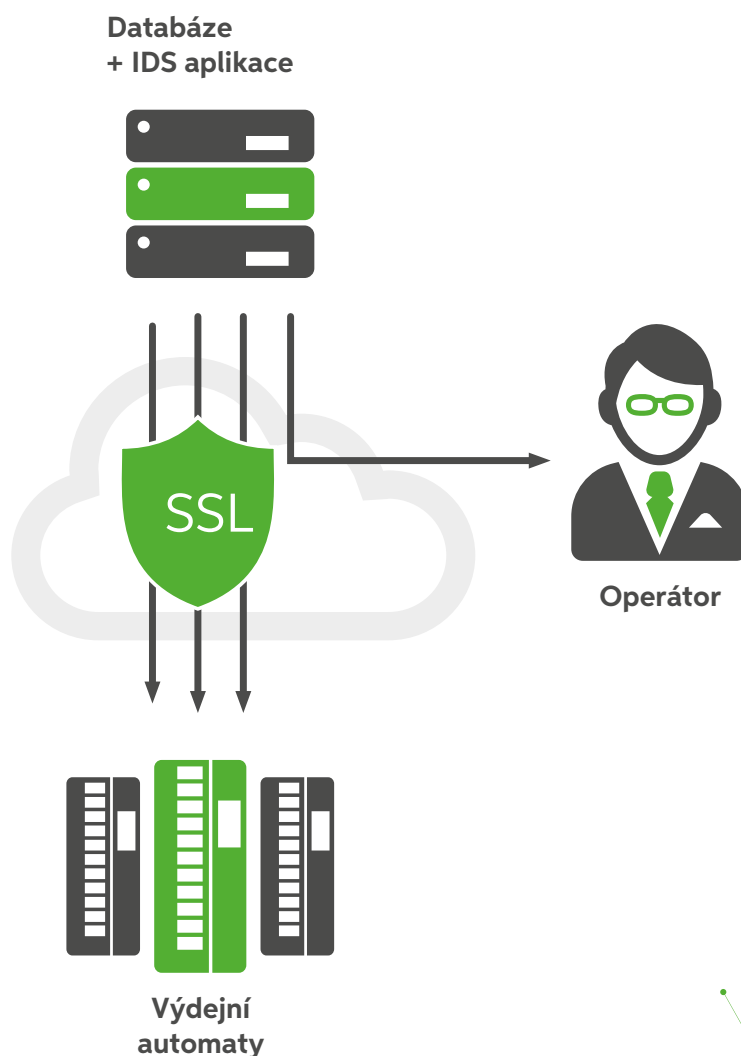 Databáze
+ IDS aplikace
SSL
Operátor
Výdejní
automaty